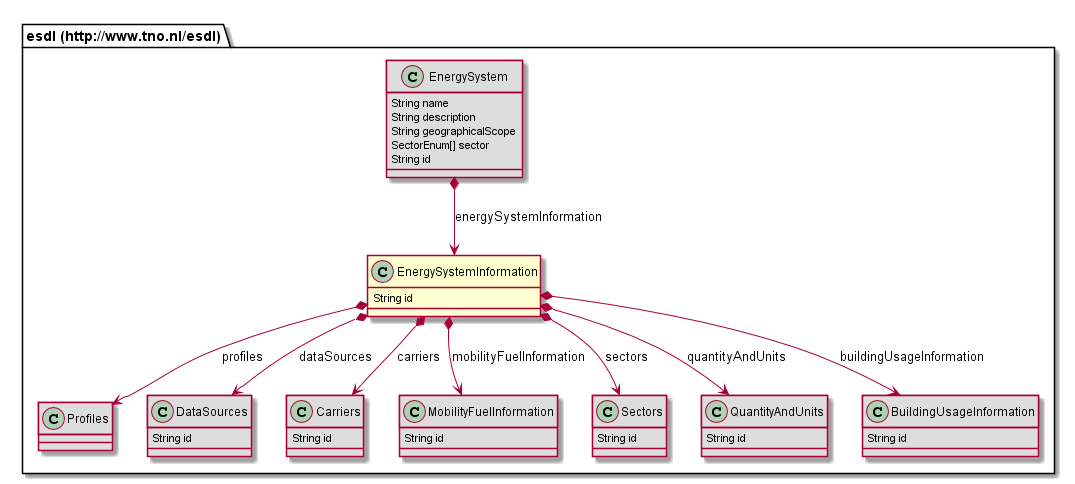 esdl (http://www.tno.nl/esdl)
C EnergySystem
String name
String description
String geographicalScope
SectorEnum[] sector
String id
energySystemInformation
C EnergySystemInformation
String id
profiles
dataSources
carriers
mobilityFuelInformation
sectors
quantityAndUnits
buildingUsageInformation
C Profiles
C DataSources
String id
C Carriers
String id
C MobilityFuelInformation
String id
C Sectors
String id
C QuantityAndUnits
String id
C BuildingUsageInformation
String id